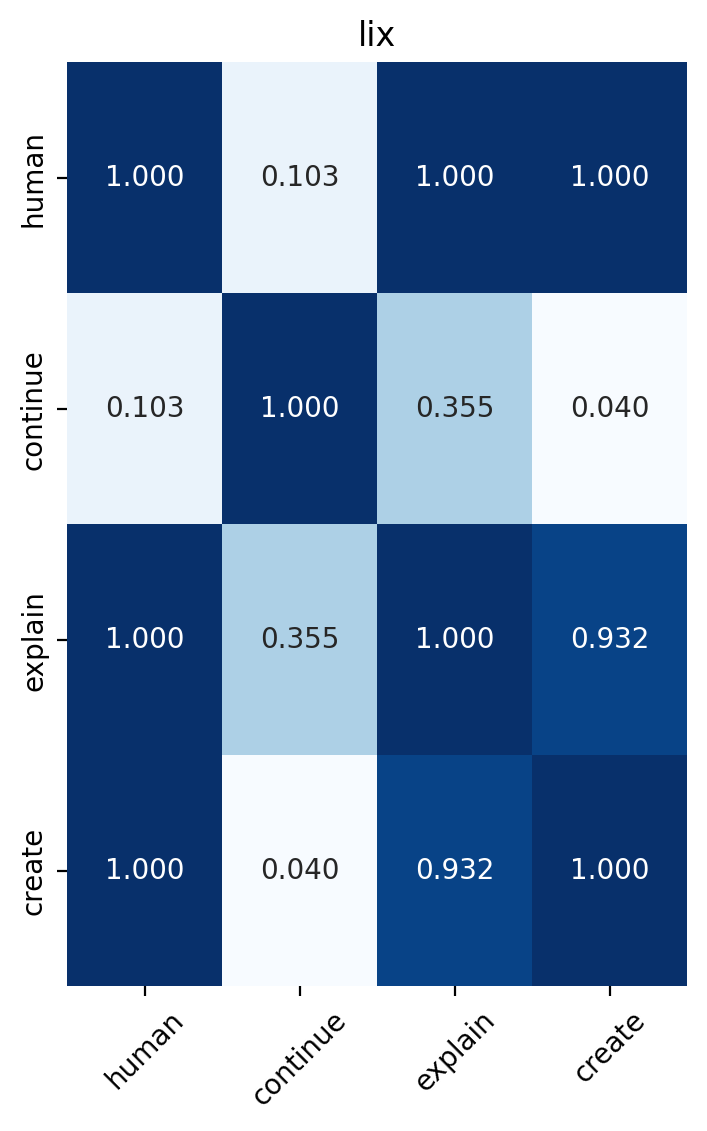 lix
human 1.000 0.103 1.000 1.000
continue 0.103 1.000 0.355 0.040
explain 1.000 0.355 1.000 0.932
create 1.000 0.040 0.932 1.000
human continue explain create